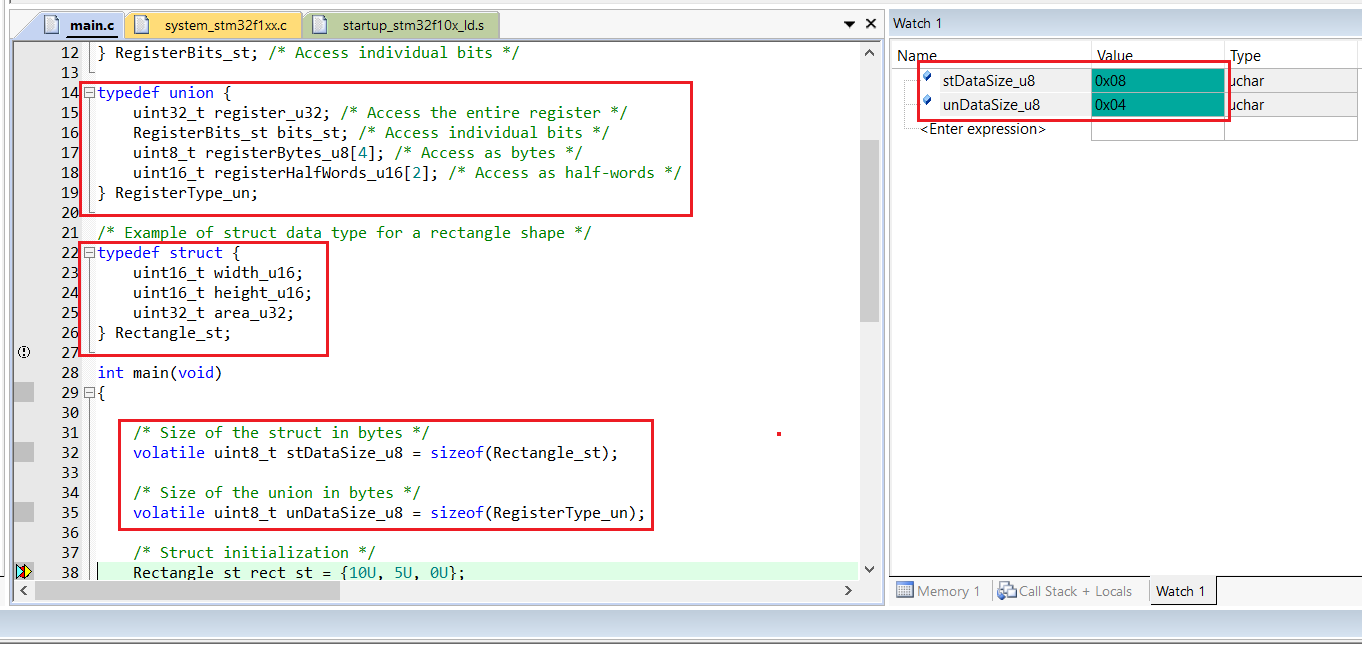 main.c system_stm32f1xx.c startup_stm32f10x_ld.s
12 } RegisterBits_st; /* Access individual bits */
13
14 typedef union {
15 uint32_t register_u32; /* Access the entire register */
16 RegisterBits_st bits_st; /* Access individual bits */
17 uint8_t registerBytes_u8[4]; /* Access as bytes */
18 uint16_t registerHalfWords_u16[2]; /* Access as half-words */
19 } RegisterType_un;
20
21 /* Example of struct data type for a rectangle shape */
22 typedef struct {
23 uint16_t width_u16;
24 uint16_t height_u16;
25 uint32_t area_u32;
26 } Rectangle_st;
27
28 int main(void)
29 {
30
31 /* Size of the struct in bytes */
32 volatile uint8_t stDataSize_u8 = sizeof(Rectangle_st);
33
34 /* Size of the union in bytes */
35 volatile uint8_t unDataSize_u8 = sizeof(RegisterType_un);
36
37 /* Struct initialization */
38 Rectangle_st rect_st = {10U, 5U, 0U};
Watch 1
Name Value Type
stDataSize_u8 0x08 uchar
unDataSize_u8 0x04 uchar
<Enter expression>
Memory 1 Call Stack + Locals Watch 1